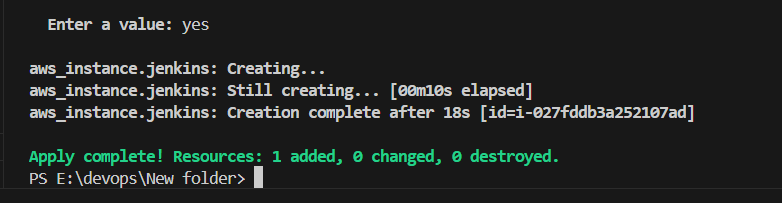 Enter a value: yes
aws_instance.jenkins: Creating...
aws_instance.jenkins: Still creating... [00m10s elapsed]
aws_instance.jenkins: Creation complete after 18s [id=i-027fddb3a252107ad]
Apply complete! Resources: 1 added, 0 changed, 0 destroyed.
PS E:\devops\New folder>